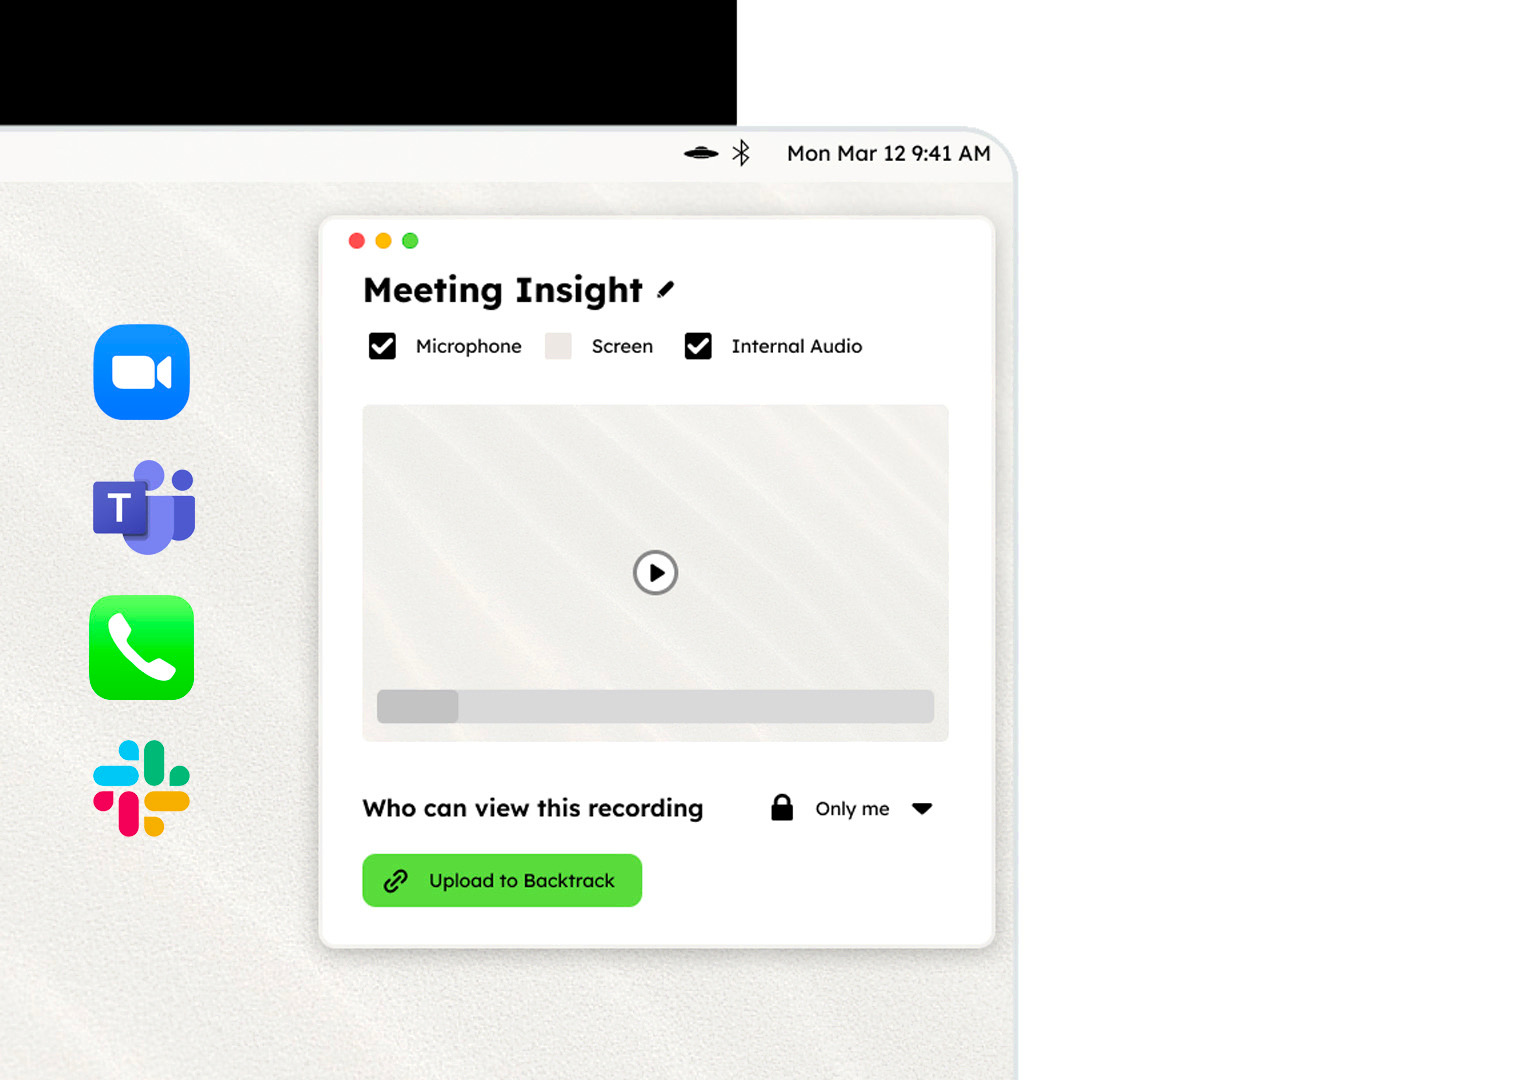 Mon Mar 12 9:41 AM
Meeting Insight
Microphone Screen Internal Audio
T
Who can view this recording Only me
Upload to Backtrack